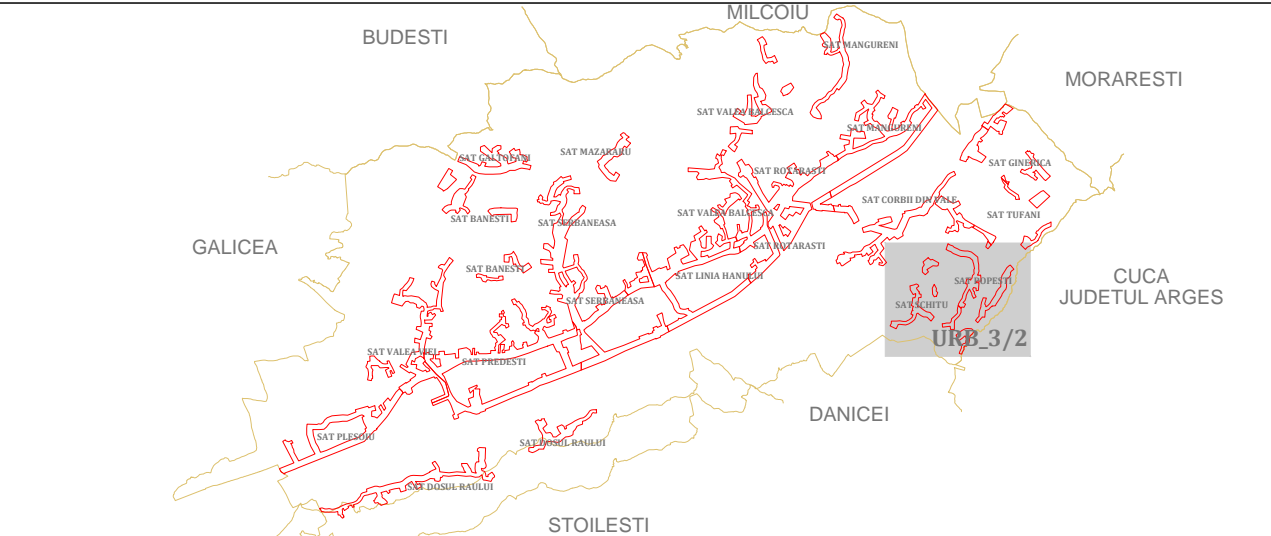 MILCOIU
BUDESTI
SAT MANGURENI
MORARESTI
SAT VALEA BALCESCA
SAT MANGURENI
SAT MAZARARU
SAT GALTOFANI
SAT GINERICA
SAT ROTARASTI
SAT CORBII DIN VALE
SAT VALEA BALCESCA
SAT TUFANI
SAT BANESTI
SAT SERBANEASA
GALICEA
SAT ROTARASTI
SAT BANESTI
SAT LINIA HANULUI
CUCA
JUDETUL ARGES
SAT POPESTI
SAT SERBANEASA
SAT SCHITU
URB_3/2
SAT VALEA VIEI
SAT PREDESTI
DANICEI
SAT PLESOIU
SAT DOSUL RAULUI
SAT DOSUL RAULUI
STOILESTI